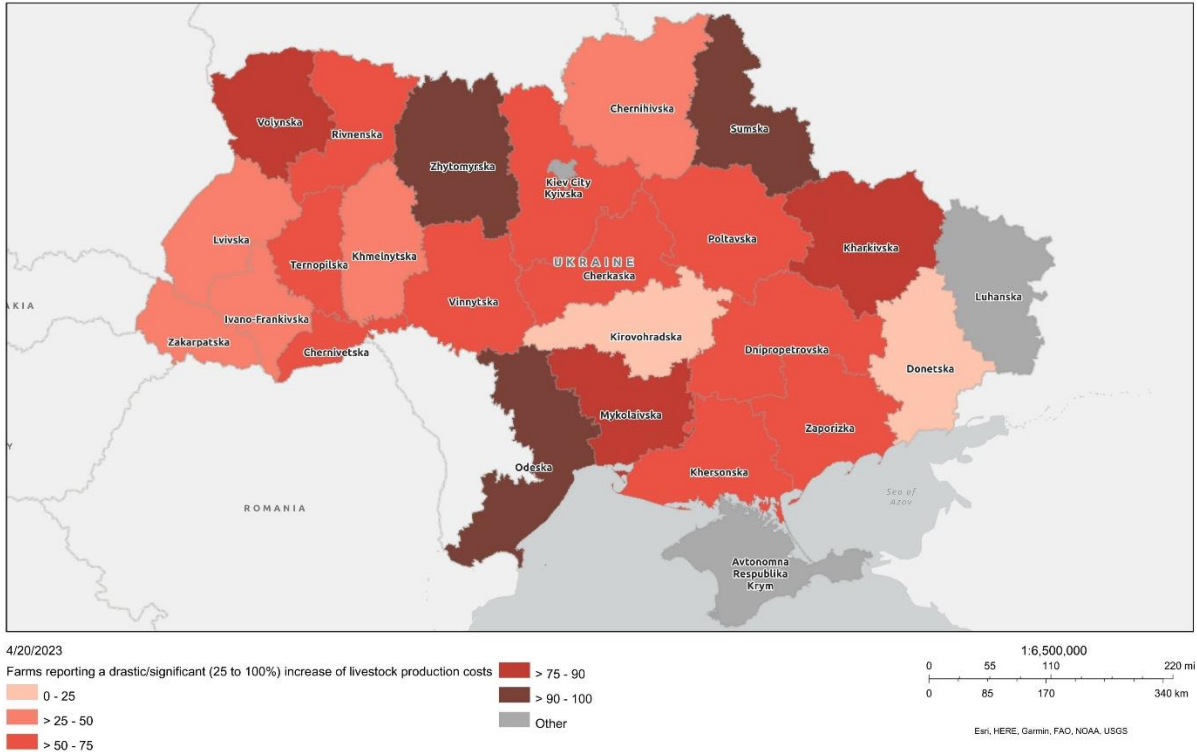 Chernihivska
Volynska
Sumska
Rivnenska
Zhytomyrska
Kiev City
Kyivska
Lvivska
Poltavska
Kharkivska
Khmelnytska
Ternopilska
UKRAINE
Cherkaska
Luhanska
AKIA
Vinnytska
Ivano-Frankivska
Kirovohradska
Zakarpatska
Chernivetska
Dnipropetrovska
Donetska
Mykolaivska
Zaporizka
Y
Odeska
Khersonska
Sea of
Azov
ROMANIA
Avtonomna
Respublika
Krym
4/20/2023
Farms reporting a drastic/significant (25 to 100%) increase of livestock production costs
0 - 25
> 25 - 50
> 50 - 75
> 75 - 90
> 90 - 100
Other
1:6,500,000
0 55 110 220 mi
0 85 170 340 km
Esri, HERE, Garmin, FAO, NOAA, USGS